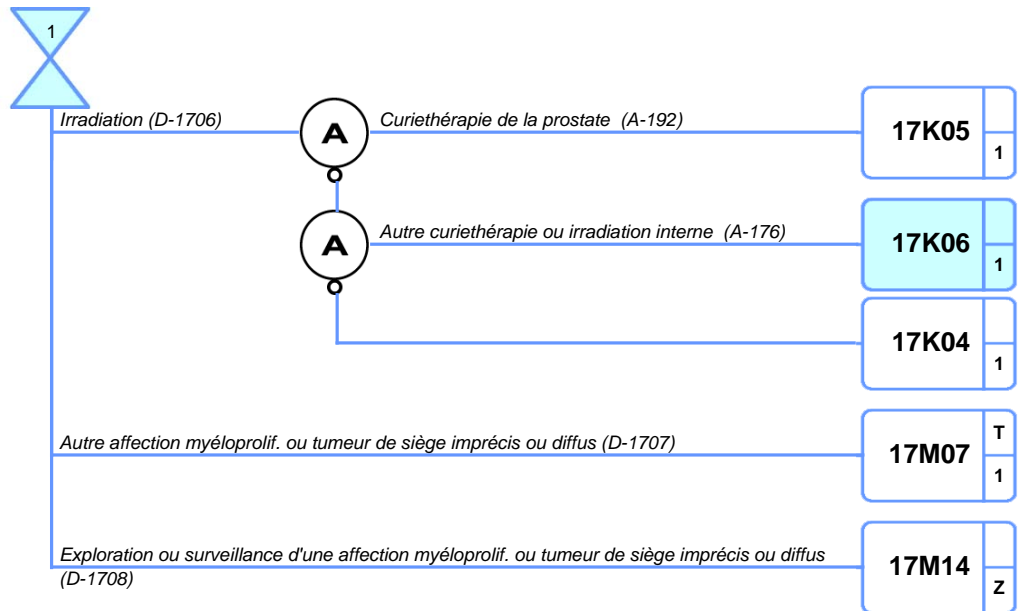 1
Irradiation (D-1706)
A
Curiethérapie de la prostate (A-192)
17K05
1
A
Autre curiethérapie ou irradiation interne (A-176)
17K06
1
17K04
1
Autre affection myéloprolif. ou tumeur de siège imprécis ou diffus (D-1707)
17M07
T
1
Exploration ou surveillance d'une affection myéloprolif. ou tumeur de siège imprécis ou diffus
(D-1708)
17M14
Z